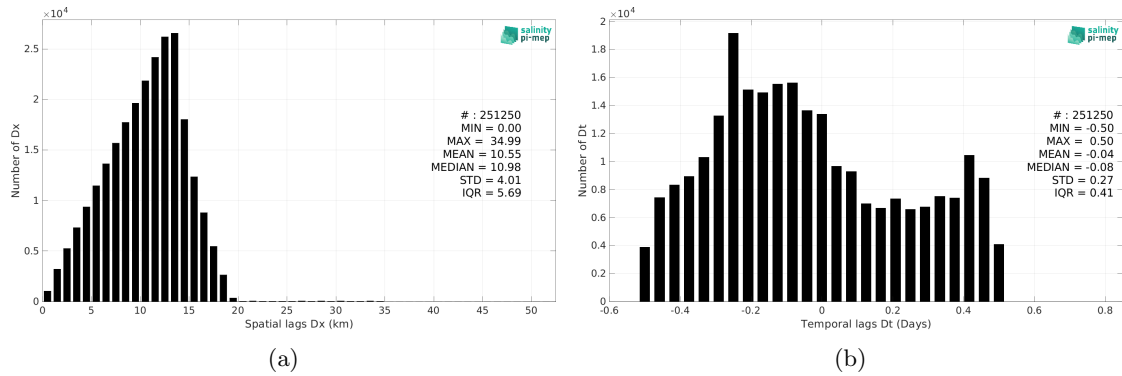 ×10⁴
2.5
2
1.5
1
0.5
0
Number of Dx
0 5 10 15 20 25 30 35 40 45 50
Spatial lags Dx (km)
salinity
pi-mep
# : 251250
MIN = 0.00
MAX = 34.99
MEAN = 10.55
MEDIAN = 10.98
STD = 4.01
IQR = 5.69
(a)
2 ×10⁴
1.8
1.6
1.4
1.2
1
0.8
0.6
0.4
0.2
0
Number of Dt
-0.6 -0.4 -0.2 0 0.2 0.4 0.6 0.8
Temporal lags Dt (Days)
salinity
pi-mep
# : 251250
MIN = -0.50
MAX = 0.50
MEAN = -0.04
MEDIAN = -0.08
STD = 0.27
IQR = 0.41
(b)